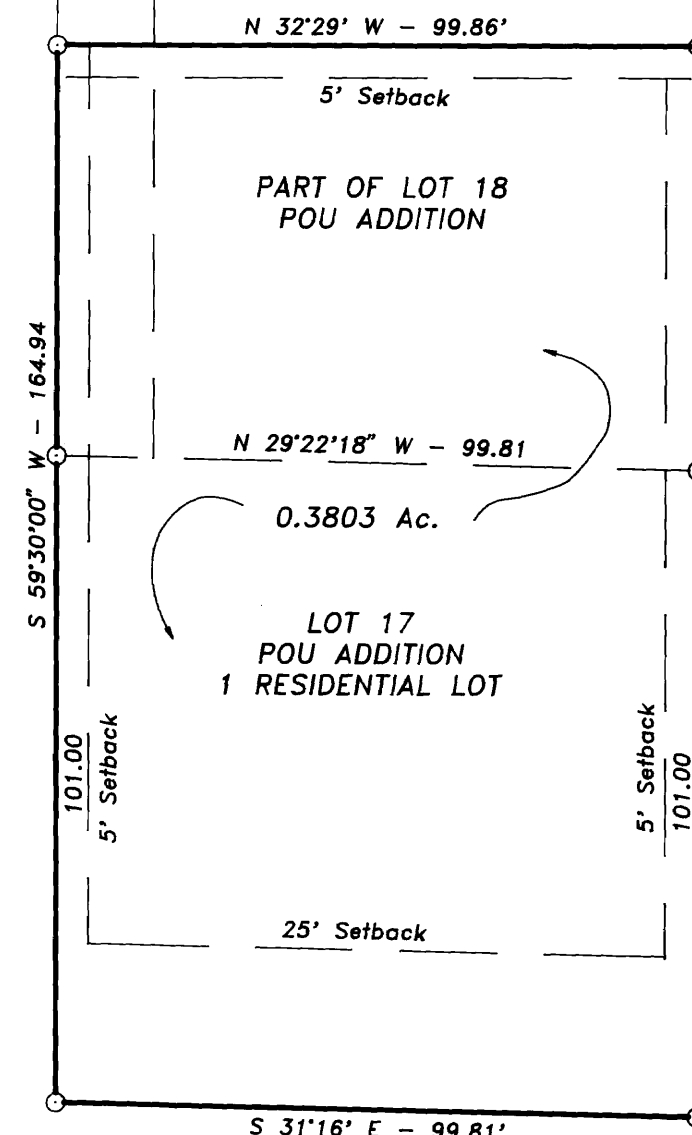 N 32°29' W - 99.86'
5' Setback
PART OF LOT 18
POU ADDITION
S 59°30'00" W - 164.94
N 29°22'18" W - 99.81
0.3803 Ac.
LOT 17
POU ADDITION
1 RESIDENTIAL LOT
101.00
5' Setback
5' Setback
101.00
25' Setback
S 31°16' E - 99.81'